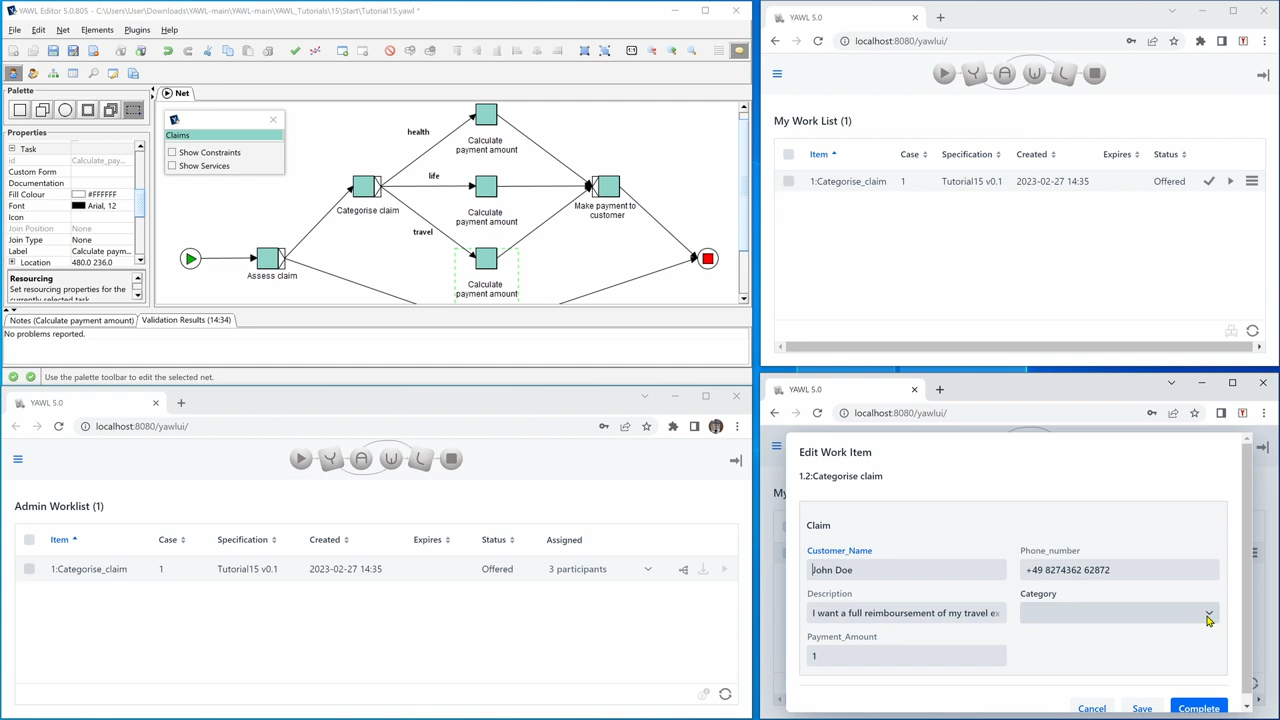 YAWL Editor 5.0.805 - C:\Users\User\Downloads\YAWL-main\YAWL-main\YAWL_Tutorials\15\Start\Tutorial15.yawl *
File Edit Net Elements Plugins Help
Palette
Properties
Task
id Calculate_pay...
Custom Form
Documentation
Fill Colour #FFFFFF
Font Arial, 12
Icon
Join Position None
Join Type None
Label Calculate paym...
Location 480.0 236.0
Resourcing
Set resourcing properties for the
currently selected task.
Net
Claims
Show Constraints
Show Services
health
Calculate
payment amount
life
Categorise claim
Calculate
payment amount
Make payment to
customer
travel
Assess claim
Calculate
payment amount
Notes (Calculate payment amount) Validation Results (14:34)
No problems reported.
Use the palette toolbar to edit the selected net.
YAWL 5.0
localhost:8080/yawlui/
Y A W L
My Work List (1)
Item Case Specification Created Expires Status
1:Categorise_claim 1 Tutorial15 v0.1 2023-02-27 14:35 Offered
YAWL 5.0
localhost:8080/yawlui/
Y A W L
Admin Worklist (1)
Item Case Specification Created Expires Status Assigned
1:Categorise_claim 1 Tutorial15 v0.1 2023-02-27 14:35 Offered 3 participants
YAWL 5.0
localhost:8080/yawlui/
My
Edit Work Item
1.2:Categorise claim
Claim
Customer_Name Phone_number
John Doe +49 8274362 62872
Description Category
I want a full reimbursement of my travel ex
Payment_Amount
1
Cancel Save Complete